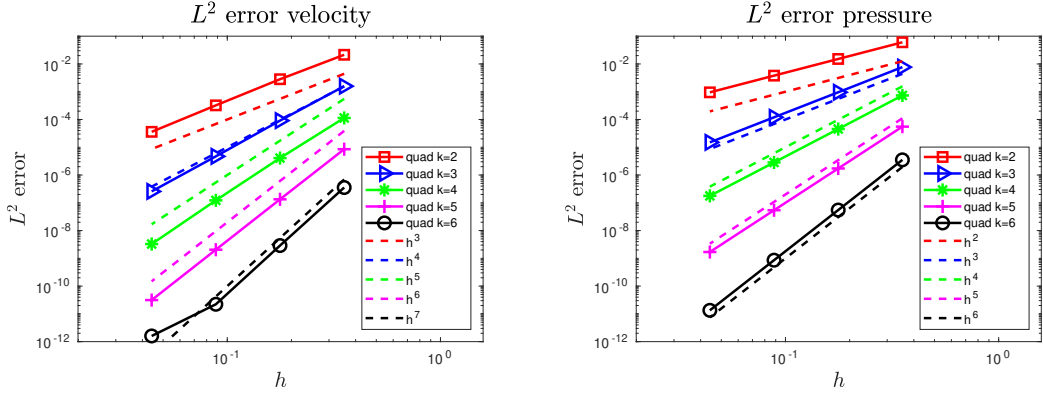 L² error velocity
10⁻²
10⁻⁴
10⁻⁶
10⁻⁸
10⁻¹⁰
10⁻¹²
L² error
10⁻¹
10⁰
h
quad k=2
quad k=3
quad k=4
quad k=5
quad k=6
h³
h⁴
h⁵
h⁶
h⁷
L² error pressure
10⁻²
10⁻⁴
10⁻⁶
10⁻⁸
10⁻¹⁰
10⁻¹²
L² error
10⁻¹
10⁰
h
quad k=2
quad k=3
quad k=4
quad k=5
quad k=6
h²
h³
h⁴
h⁵
h⁶